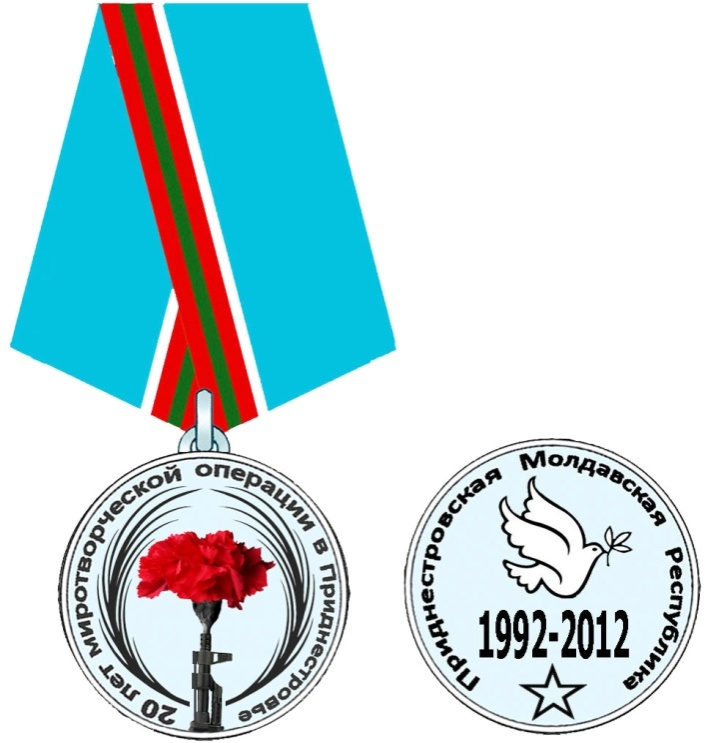 20 лет миротворческой операции в Приднестровье
Приднестровская Молдавская Республика
1992-2012